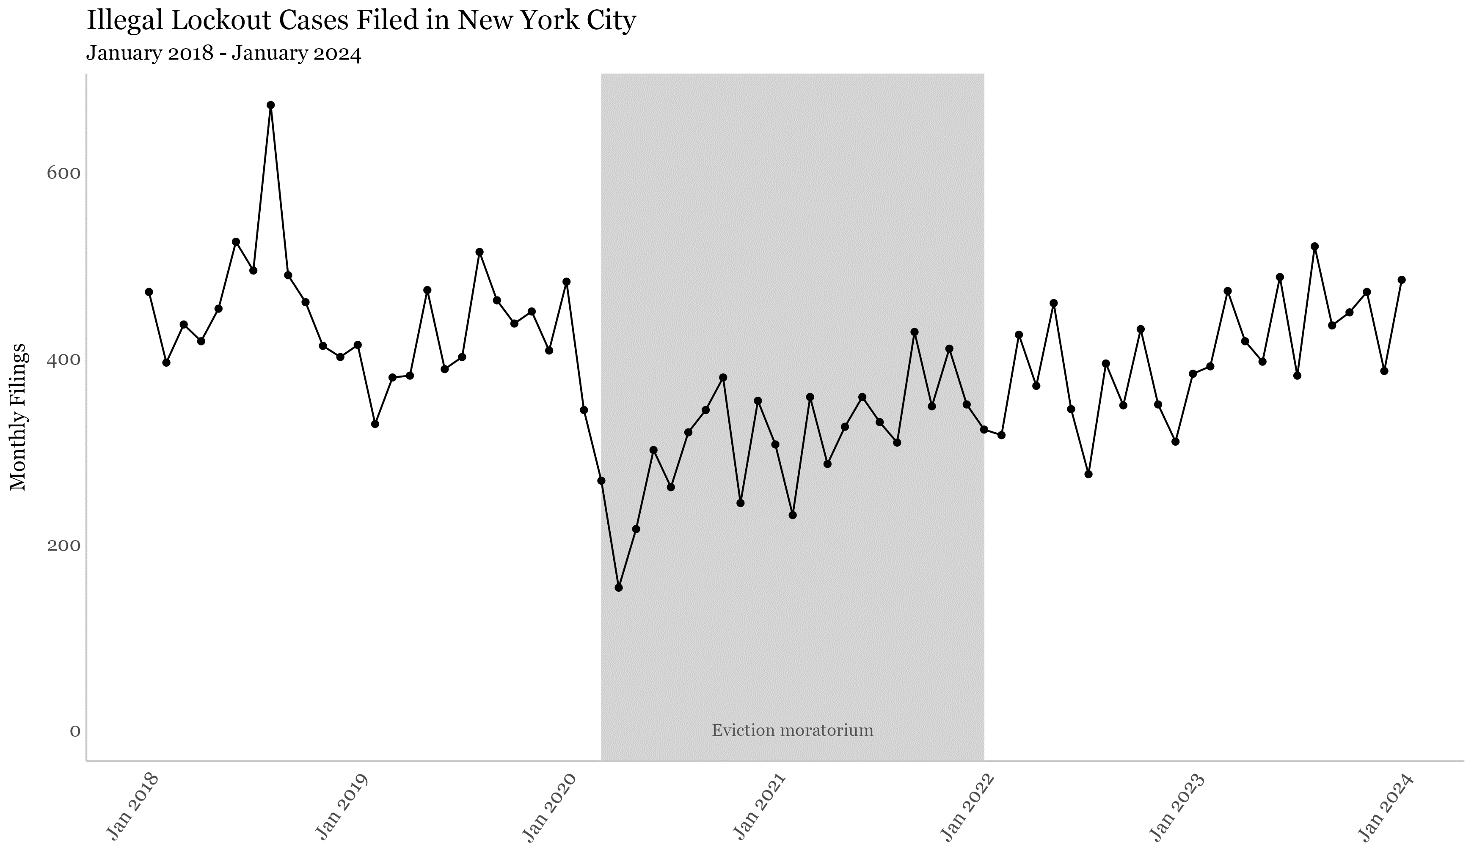 Illegal Lockout Cases Filed in New York City
January 2018 - January 2024
Monthly Filings
600
400
200
0
Eviction moratorium
Jan 2018
Jan 2019
Jan 2020
Jan 2021
Jan 2022
Jan 2023
Jan 2024